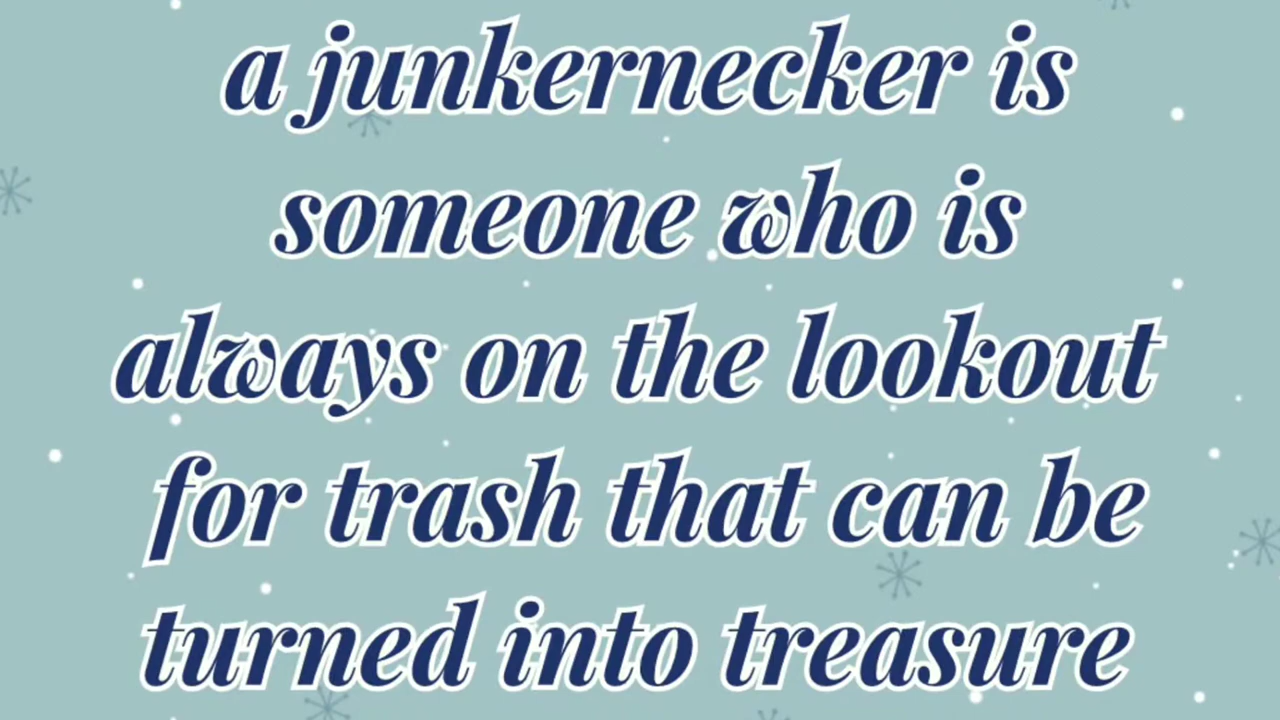 a junkernecker is
someone who is
always on the lookout
for trash that can be
turned into treasure